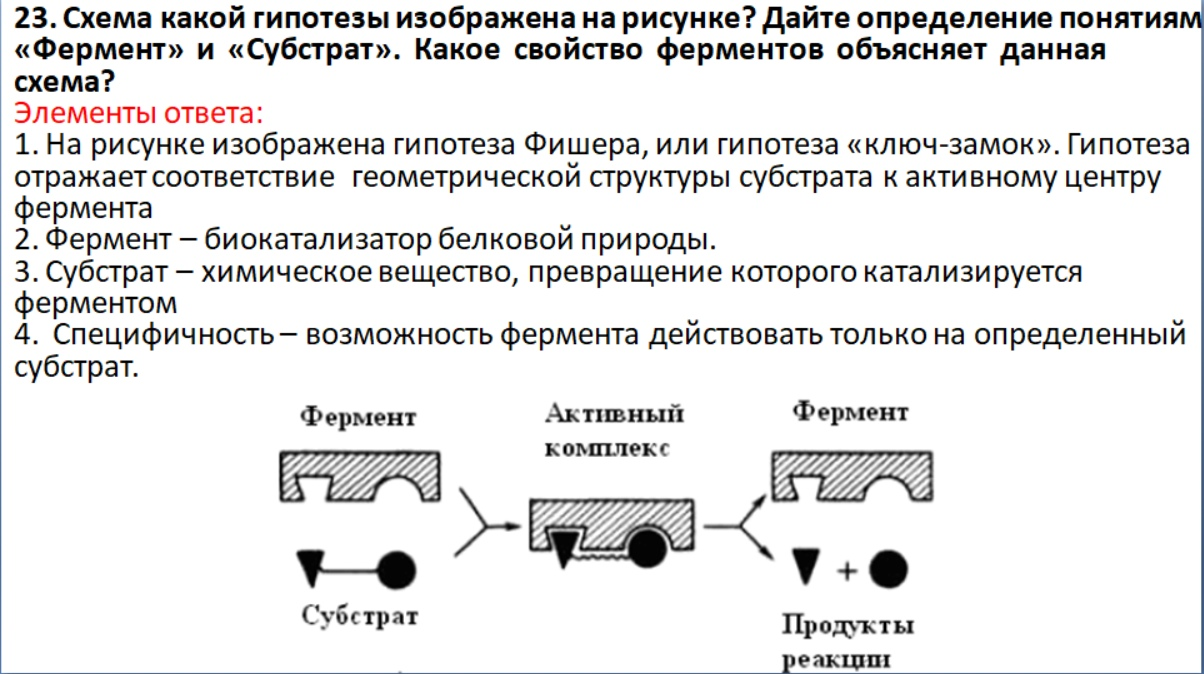 23. Схема какой гипотезы изображена на рисунке? Дайте определение понятиям
«Фермент» и «Субстрат». Какое свойство ферментов объясняет данная
схема?
Элементы ответа:
1. На рисунке изображена гипотеза Фишера, или гипотеза «ключ-замок». Гипотеза
отражает соответствие геометрической структуры субстрата к активному центру
фермента
2. Фермент – биокатализатор белковой природы.
3. Субстрат – химическое вещество, превращение которого катализируется
ферментом
4. Специфичность – возможность фермента действовать только на определенный
субстрат.
Фермент
Активный
комплекс
Фермент
+
Субстрат
Продукты
реакции